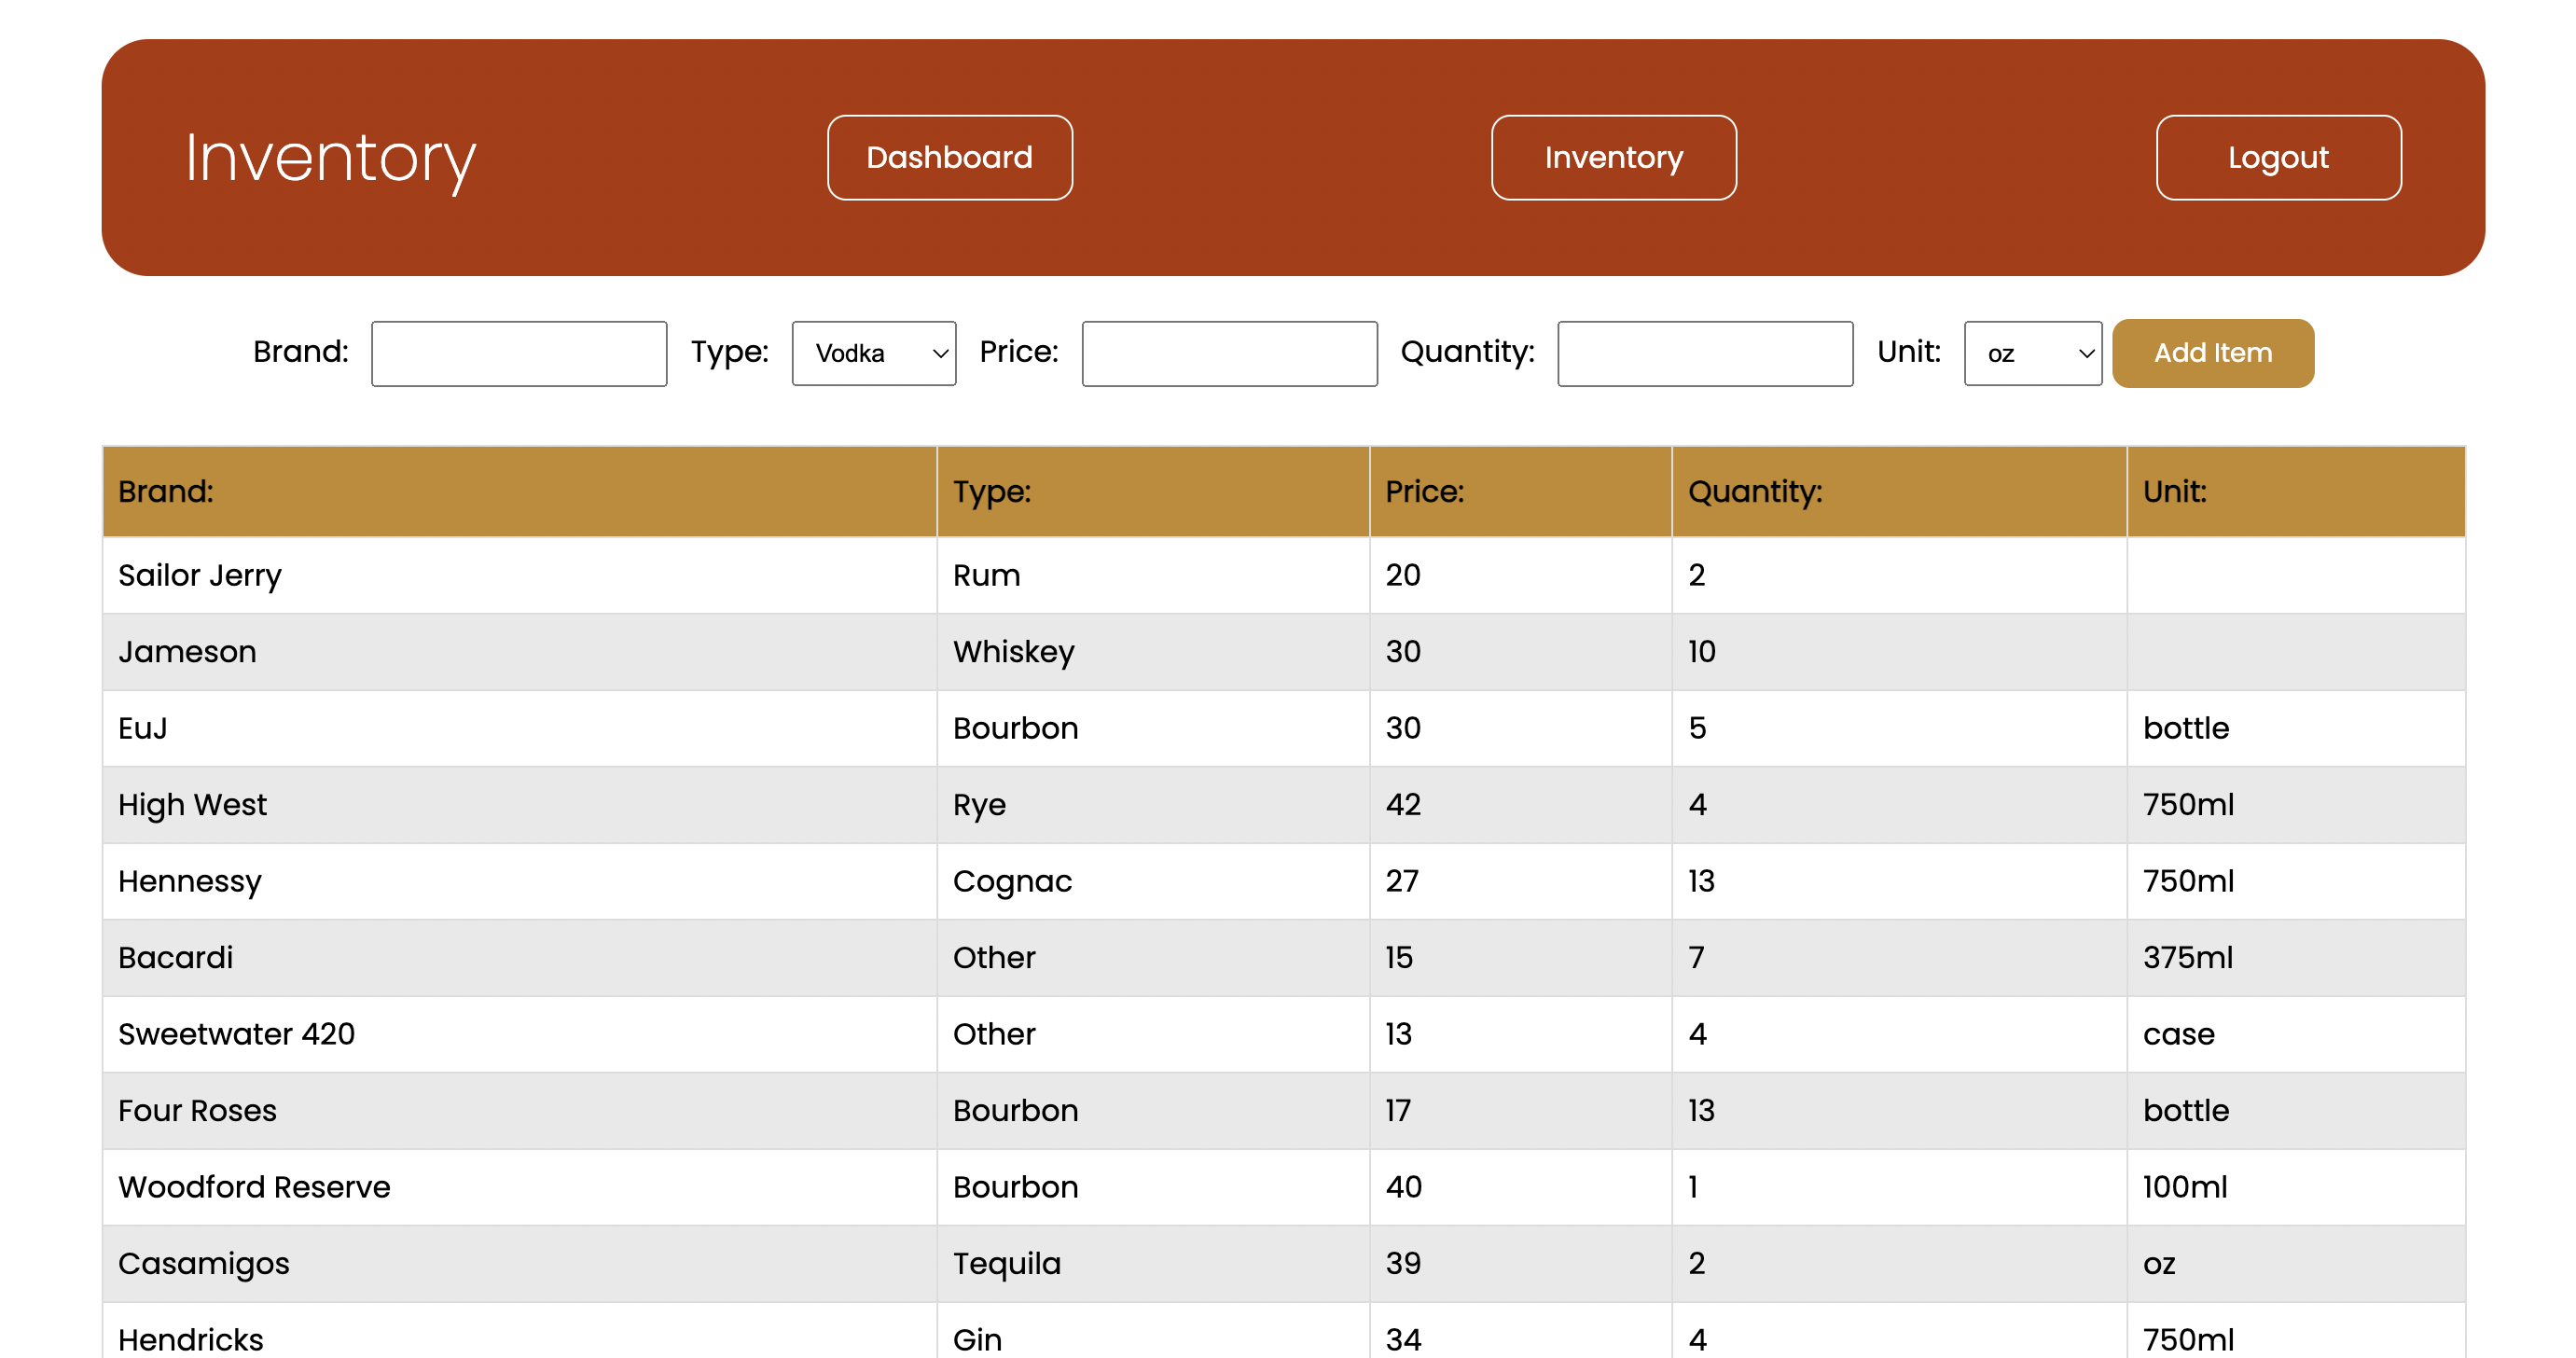 Inventory Dashboard Inventory Logout
Brand: Type: Vodka Price: Quantity: Unit: oz Add Item
Brand: Type: Price: Quantity: Unit:
Sailor Jerry Rum 20 2
Jameson Whiskey 30 10
EuJ Bourbon 30 5 bottle
High West Rye 42 4 750ml
Hennessy Cognac 27 13 750ml
Bacardi Other 15 7 375ml
Sweetwater 420 Other 13 4 case
Four Roses Bourbon 17 13 bottle
Woodford Reserve Bourbon 40 1 100ml
Casamigos Tequila 39 2 oz
Hendricks Gin 34 4 750ml